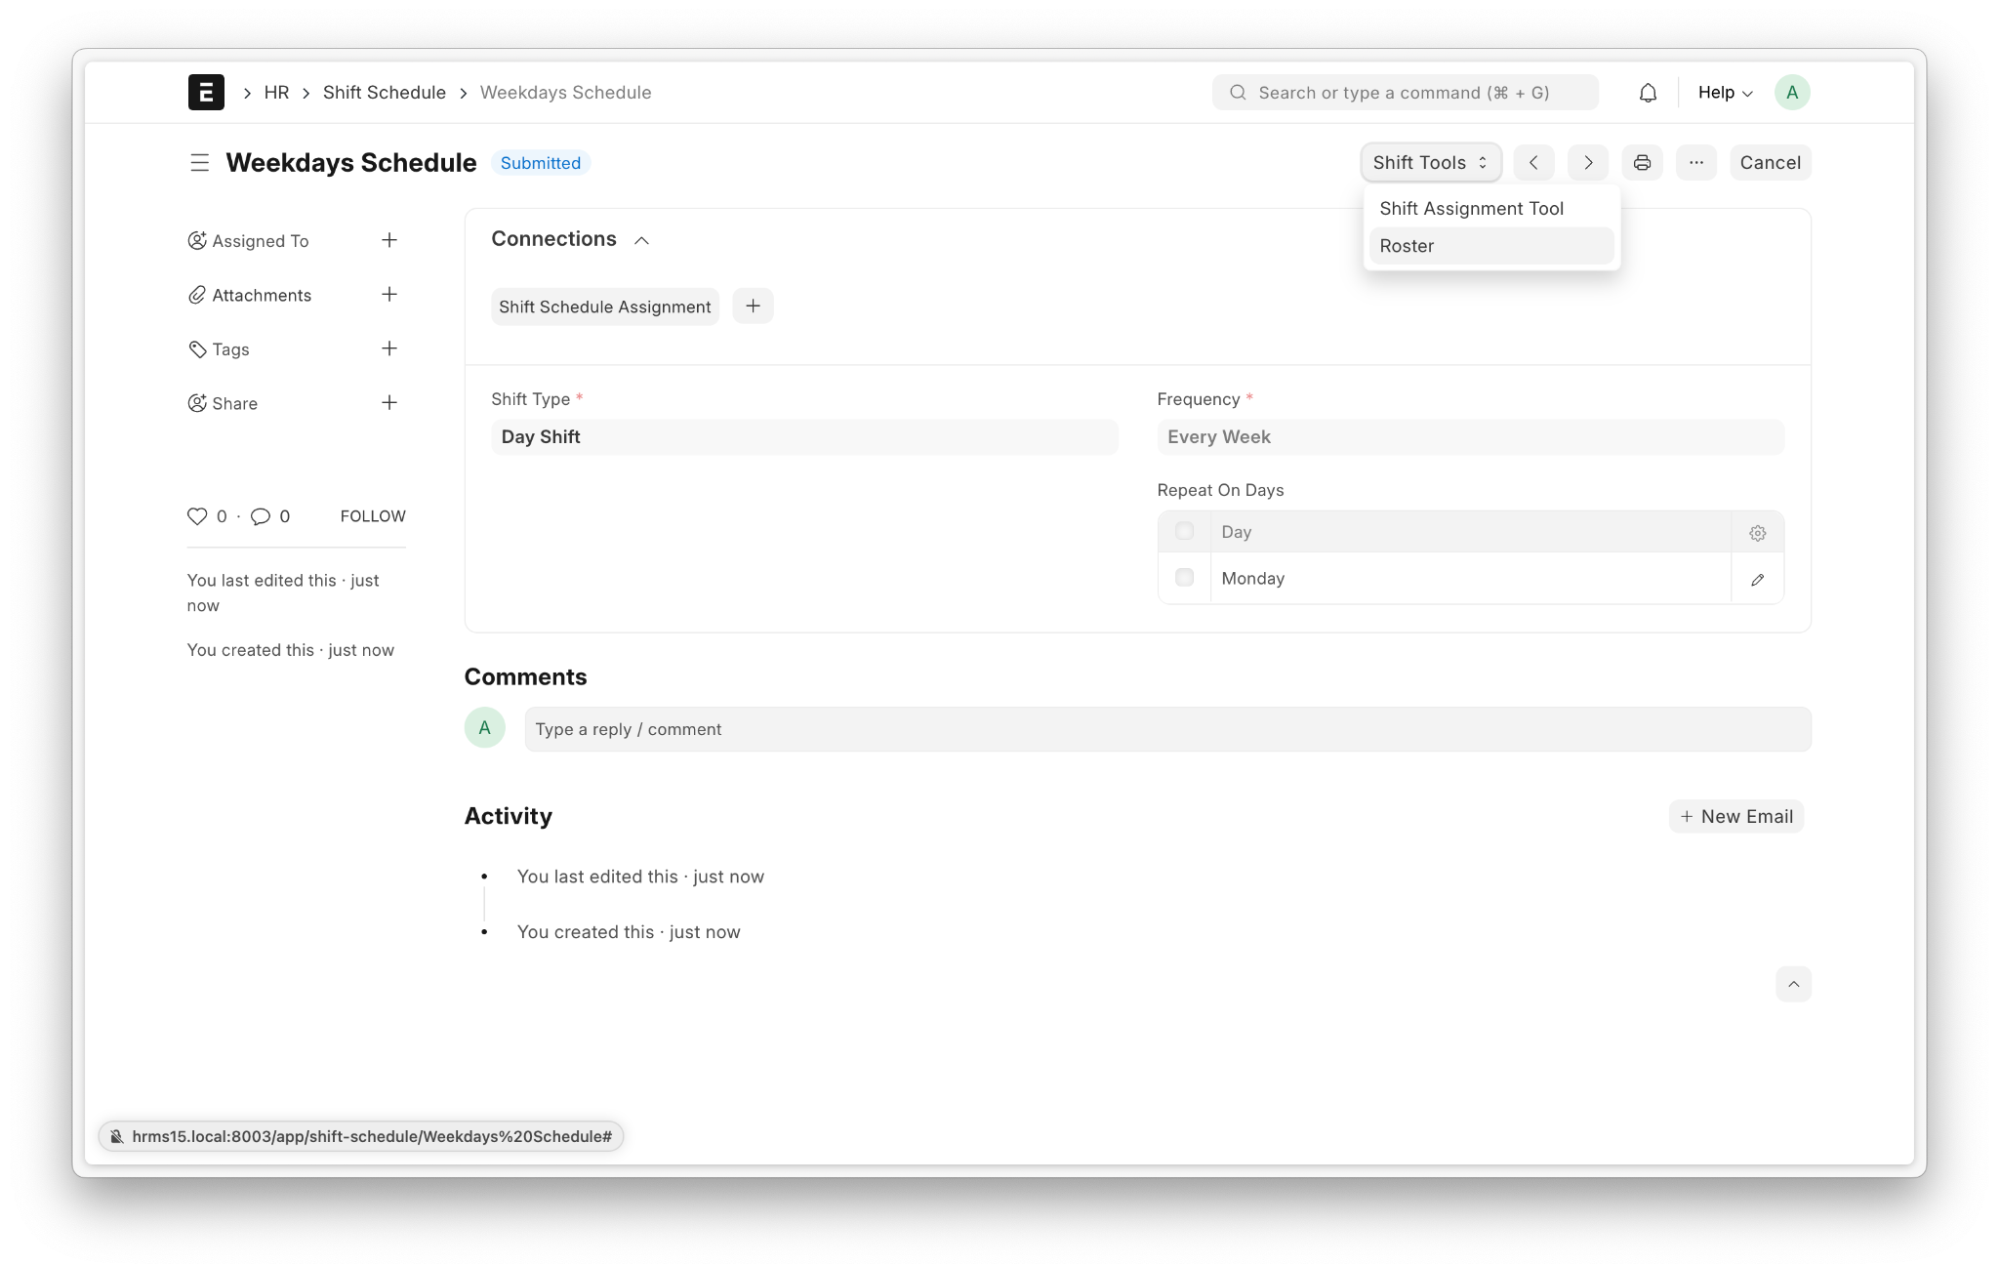 E > HR > Shift Schedule > Weekdays Schedule
Search or type a command (⌘ + G)
Help
A
Weekdays Schedule
Submitted
Shift Tools
···
Cancel
Shift Assignment Tool
Roster
Assigned To +
Attachments +
Tags +
Share +
0 · 0 FOLLOW
You last edited this · just
now
You created this · just now
Connections
Shift Schedule Assignment +
Shift Type *
Day Shift
Frequency *
Every Week
Repeat On Days
Day
Monday
Comments
A
Type a reply / comment
Activity
+ New Email
• You last edited this · just now
• You created this · just now
hrms15.local:8003/app/shift-schedule/Weekdays%20Schedule#